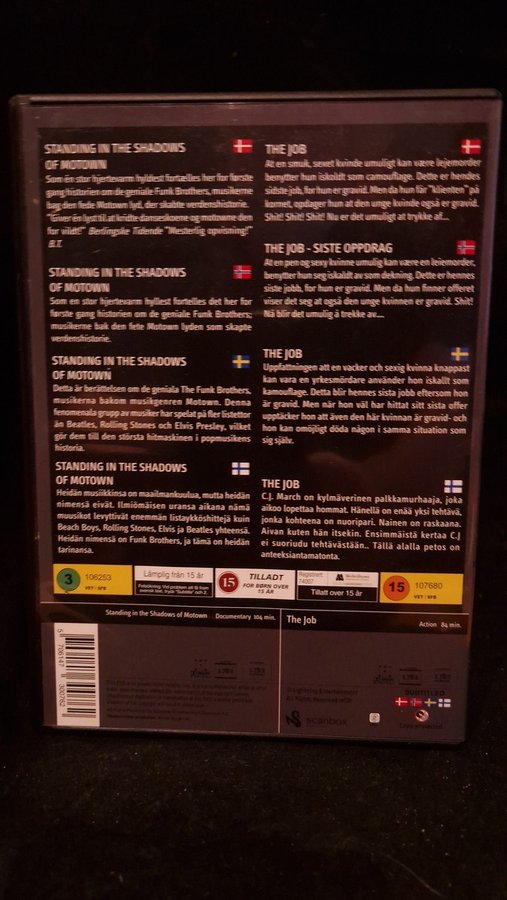 STANDING IN THE SHADOWS
OF MOTOWN
Som en stor hjertevarm hyldest fortælles her for første
gang historien om de geniale Funk Brothers, musikerne
bag den fede Motown lyd, der skabte verdenshistorie.
"Giver én lyst til at kridte danseskoene og motowne den
for vildt!" Berlingske Tidende "Mesterlig opvisning!"
B.T.
STANDING IN THE SHADOWS
OF MOTOWN
Som en stor hjertevarm hyllest fortelles det her for
første gang historien om de geniale Funk Brothers;
musikerne bak den fete Motown lyden som skapte
verdenshistorie.
STANDING IN THE SHADOWS
OF MOTOWN
Detta är berättelsen om de geniala The Funk Brothers,
musikerna bakom musikgenren Motown. Denna
fenomenala grupp av musiker har spelat på fler listettor
än Beatles, Rolling Stones och Elvis Presley, vilket
gör dem till den största hitmaskinen i popmusikens
historia.
STANDING IN THE SHADOWS
OF MOTOWN
Heidän musiikkinsa on maailmankuulua, mutta heidän
nimensä eivät. Ilmiömäisen uransa aikana nämä
muusikot levyttivät enemmän listaykköshittejä kuin
Beach Boys, Rolling Stones, Elvis ja Beatles yhteensä.
Heidän nimensä on Funk Brothers, ja tämä on heidän
tarinansa.
THE JOB
At en smuk, sexet kvinde umuligt kan være lejemorder
benytter hun iskoldt som camouflage. Dette er hendes
sidste job, for hun er gravid. Men da hun får "klienten" på
kornet, opdager hun at den unge kvinde også er gravid.
Shit! Shit! Shit! Nu er det umuligt at trykke af...
THE JOB - SISTE OPPDRAG
At en pen og sexy kvinne umulig kan være en leiemorder,
benytter hun seg iskaldt av som dekning. Dette er hennes
siste jobb, for hun er gravid. Men da hun finner offeret
viser det seg at også den unge kvinnen er gravid. Shit!
Nå blir det umulig å trekke av....
THE JOB
Uppfattningen att en vacker och sexig kvinna knappast
kan vara en yrkesmördare använder hon iskallt som
kamouflage. Detta blir hennes sista jobb eftersom hon
är gravid. Men när hon väl har hittat sitt sista offer
upptäcker hon att även den här kvinnan är gravid- och
hon kan omöjligt döda någon i samma situation som
sig själv.
THE JOB
C.J. March on kylmäverinen palkkamurhaaja, joka
aikoo lopettaa hommat. Hänellä on enää yksi tehtävä,
jonka kohteena on nuoripari. Nainen on raskaana.
Aivan kuten hän itsekin. Ensimmäistä kertaa C.J
ei suoriudu tehtävästään.. Tällä alalla petos on
anteeksiantamatonta.
3 106253
VET / SFB
Lämplig från 15 år
15 TILLADT
FOR BØRN OVER
15 ÅR
Registrert
Tillatt over 15 år
15 107680
VET / SFB
Standing in the Shadows of Motown Documentary 104 min.
The Job Action 84 min.
5 706147 300762
SUBTITLED
scanbox
Copy protected